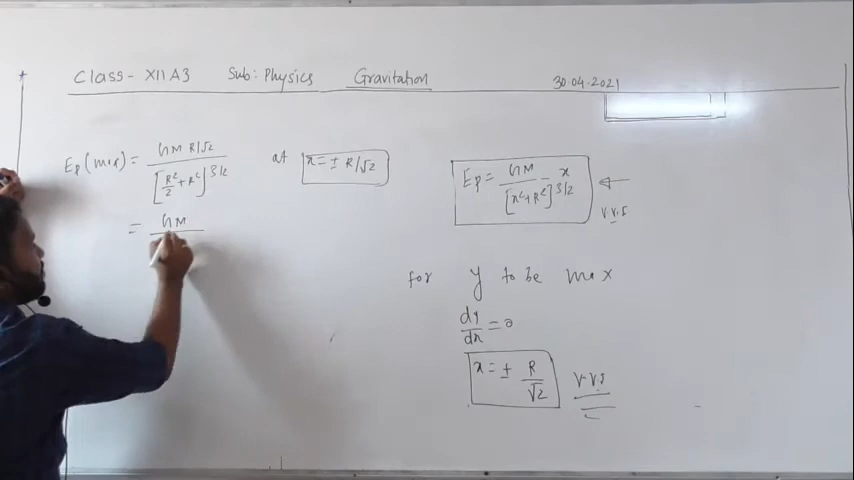 Class- XII A3 Sub: Physics Gravitation 30.04.2021
Ep(max) = GM R/√2 / [R²/2 + R²]^3/2 at x = ± R/√2
= GM
Ep = GM x / [x²+R²]^3/2 ←
V.V.I
for y to be max
dy/dx = 0
x = ± R/√2 V.V.I